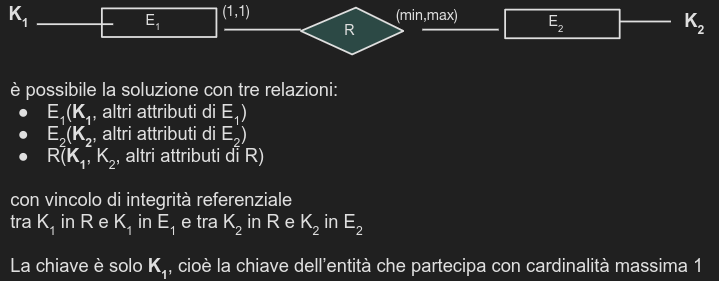 K1 E1 (1,1) R (min,max) E2 K2
è possibile la soluzione con tre relazioni:
● E1(K1, altri attributi di E1)
● E2(K2, altri attributi di E2)
● R(K1, K2, altri attributi di R)
con vincolo di integrità referenziale
tra K1 in R e K1 in E1 e tra K2 in R e K2 in E2
La chiave è solo K1, cioè la chiave dell'entità che partecipa con cardinalità massima 1